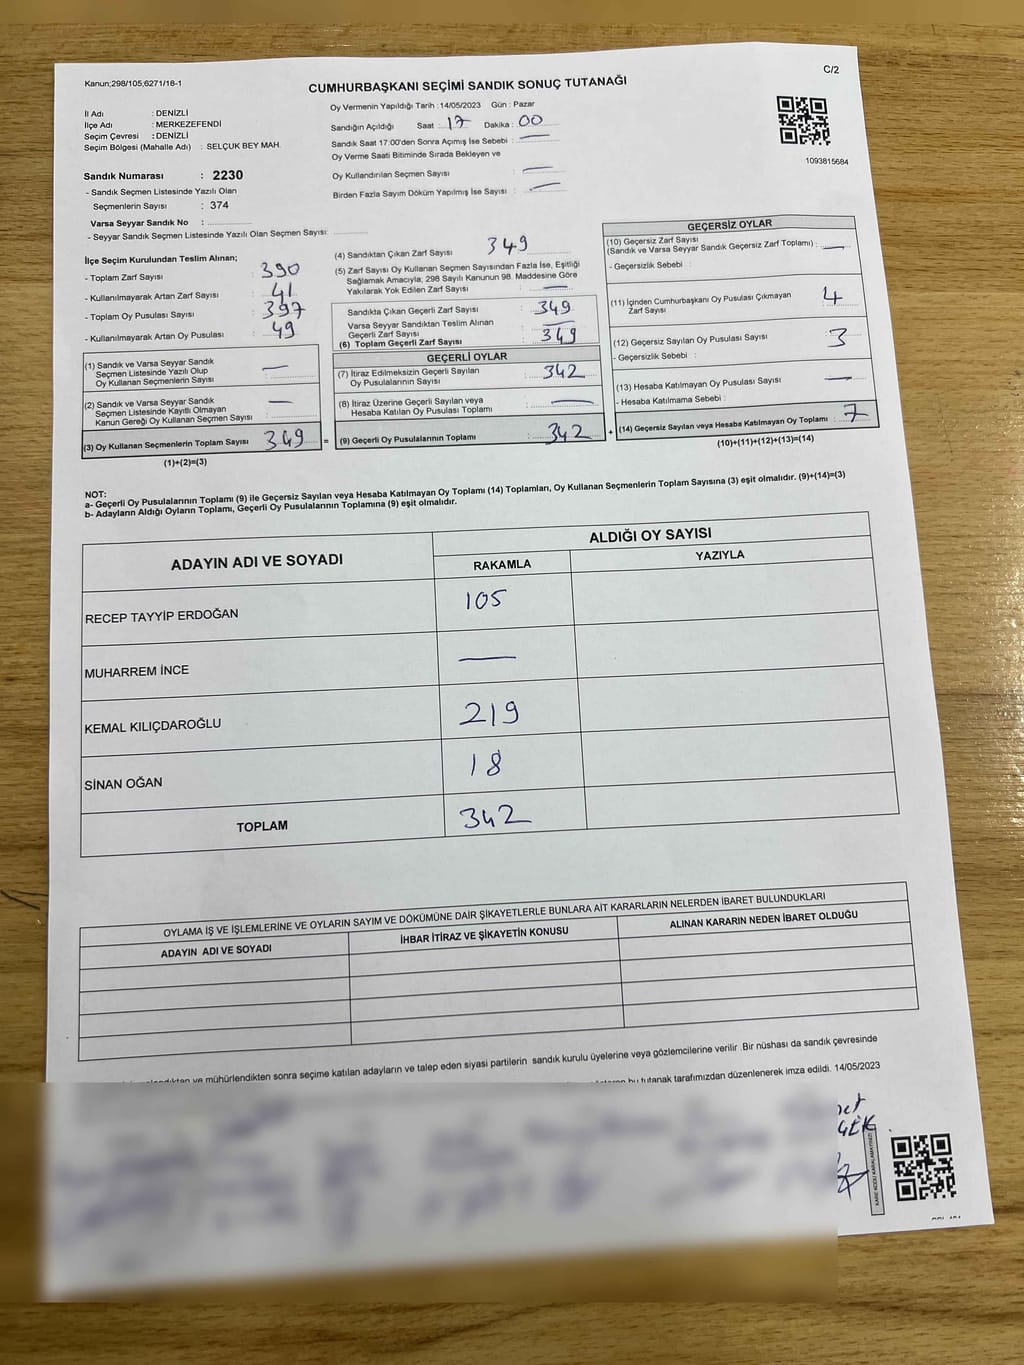 Kanun;298/105;6271/18-1
C/2
CUMHURBAŞKANI SEÇİMİ SANDIK SONUÇ TUTANAĞI
İl Adı : DENİZLİ
İlçe Adı : MERKEZEFENDİ
Seçim Çevresi : DENİZLİ
Seçim Bölgesi (Mahalle Adı) : SELÇUK BEY MAH.
Sandık Numarası : 2230
- Sandık Seçmen Listesinde Yazılı Olan
Seçmenlerin Sayısı : 374
Varsa Seyyar Sandık No :
- Seyyar Sandık Seçmen Listesinde Yazılı Olan Seçmen Sayısı:
Oy Vermenin Yapıldığı Tarih : 14/05/2023 Gün : Pazar
Sandığın Açıldığı Saat : 17 Dakika : 00
Sandık Saat 17:00'den Sonra Açımış İse Sebebi : —
Oy Verme Saati Bitiminde Sırada Bekleyen ve
Oy Kullandırılan Seçmen Sayısı : —
Birden Fazla Sayım Döküm Yapılmış İse Sayısı : —
1093815684
İlçe Seçim Kurulundan Teslim Alınan;
- Toplam Zarf Sayısı : 390
- Kullanılmayarak Artan Zarf Sayısı : 41
- Toplam Oy Pusulası Sayısı : 397
- Kullanılmayarak Artan Oy Pusulası : 49
(1) Sandık ve Varsa Seyyar Sandık
Seçmen Listesinde Yazılı Olup
Oy Kullanan Seçmenlerin Sayısı : —
(2) Sandık ve Varsa Seyyar Sandık
Seçmen Listesinde Kayıtlı Olmayan
Kanun Gereği Oy Kullanan Seçmen Sayısı : —
(3) Oy Kullanan Seçmenlerin Toplam Sayısı : 349
(1)+(2)=(3)
(4) Sandıktan Çıkan Zarf Sayısı : 349
(5) Zarf Sayısı Oy Kullanan Seçmen Sayısından Fazla İse, Eşitliği
Sağlamak Amacıyla, 298 Sayılı Kanunun 98. Maddesine Göre
Yakılarak Yok Edilen Zarf Sayısı : —
Sandıkta Çıkan Geçerli Zarf Sayısı : 349
Varsa Seyyar Sandıktan Teslim Alınan
Geçerli Zarf Sayısı : —
(6) Toplam Geçerli Zarf Sayısı : 349
GEÇERLİ OYLAR
(7) İtiraz Edilmeksizin Geçerli Sayılan
Oy Pusulalarının Sayısı : 342
(8) İtiraz Üzerine Geçerli Sayılan veya
Hesaba Katılan Oy Pusulası Toplamı : —
= (9) Geçerli Oy Pusulalarının Toplamı : 342
GEÇERSİZ OYLAR
(10) Geçersiz Zarf Sayısı
(Sandık ve Varsa Seyyar Sandık Geçersiz Zarf Toplamı) : —
- Geçersizlik Sebebi :
(11) İçinden Cumhurbaşkanı Oy Pusulası Çıkmayan
Zarf Sayısı : 4
(12) Geçersiz Sayılan Oy Pusulası Sayısı : 3
- Geçersizlik Sebebi :
(13) Hesaba Katılmayan Oy Pusulası Sayısı : —
- Hesaba Katılmama Sebebi :
+ (14) Geçersiz Sayılan veya Hesaba Katılmayan Oy Toplamı : 7
(10)+(11)+(12)+(13)=(14)
NOT:
a- Geçerli Oy Pusulalarının Toplamı (9) ile Geçersiz Sayılan veya Hesaba Katılmayan Oy Toplamı (14) Toplamları, Oy Kullanan Seçmenlerin Toplam Sayısına (3) eşit olmalıdır. (9)+(14)=(3)
b- Adayların Aldığı Oyların Toplamı, Geçerli Oy Pusulalarının Toplamına (9) eşit olmalıdır.
ADAYIN ADI VE SOYADI
ALDIĞI OY SAYISI
RAKAMLA YAZIYLA
RECEP TAYYİP ERDOĞAN 105
MUHARREM İNCE —
KEMAL KILIÇDAROĞLU 219
SİNAN OĞAN 18
TOPLAM 342
OYLAMA İŞ VE İŞLEMLERİNE VE OYLARIN SAYIM VE DÖKÜMÜNE DAİR ŞİKAYETLERLE BUNLARA AİT KARARLARIN NELERDEN İBARET BULUNDUKLARI
ADAYIN ADI VE SOYADI İHBAR İTİRAZ VE ŞİKAYETİN KONUSU ALINAN KARARIN NEDEN İBARET OLDUĞU
ve mühürlendikten sonra seçime katılan adayların ve talep eden siyasi partilerin sandık kurulu üyelerine veya gözlemcilerine verilir .Bir nüshası da sandık çevresinde
bu tutanak tarafımızdan düzenlenerek imza edildi. 14/05/2023
KARE KODU KARALAMAYINIZ